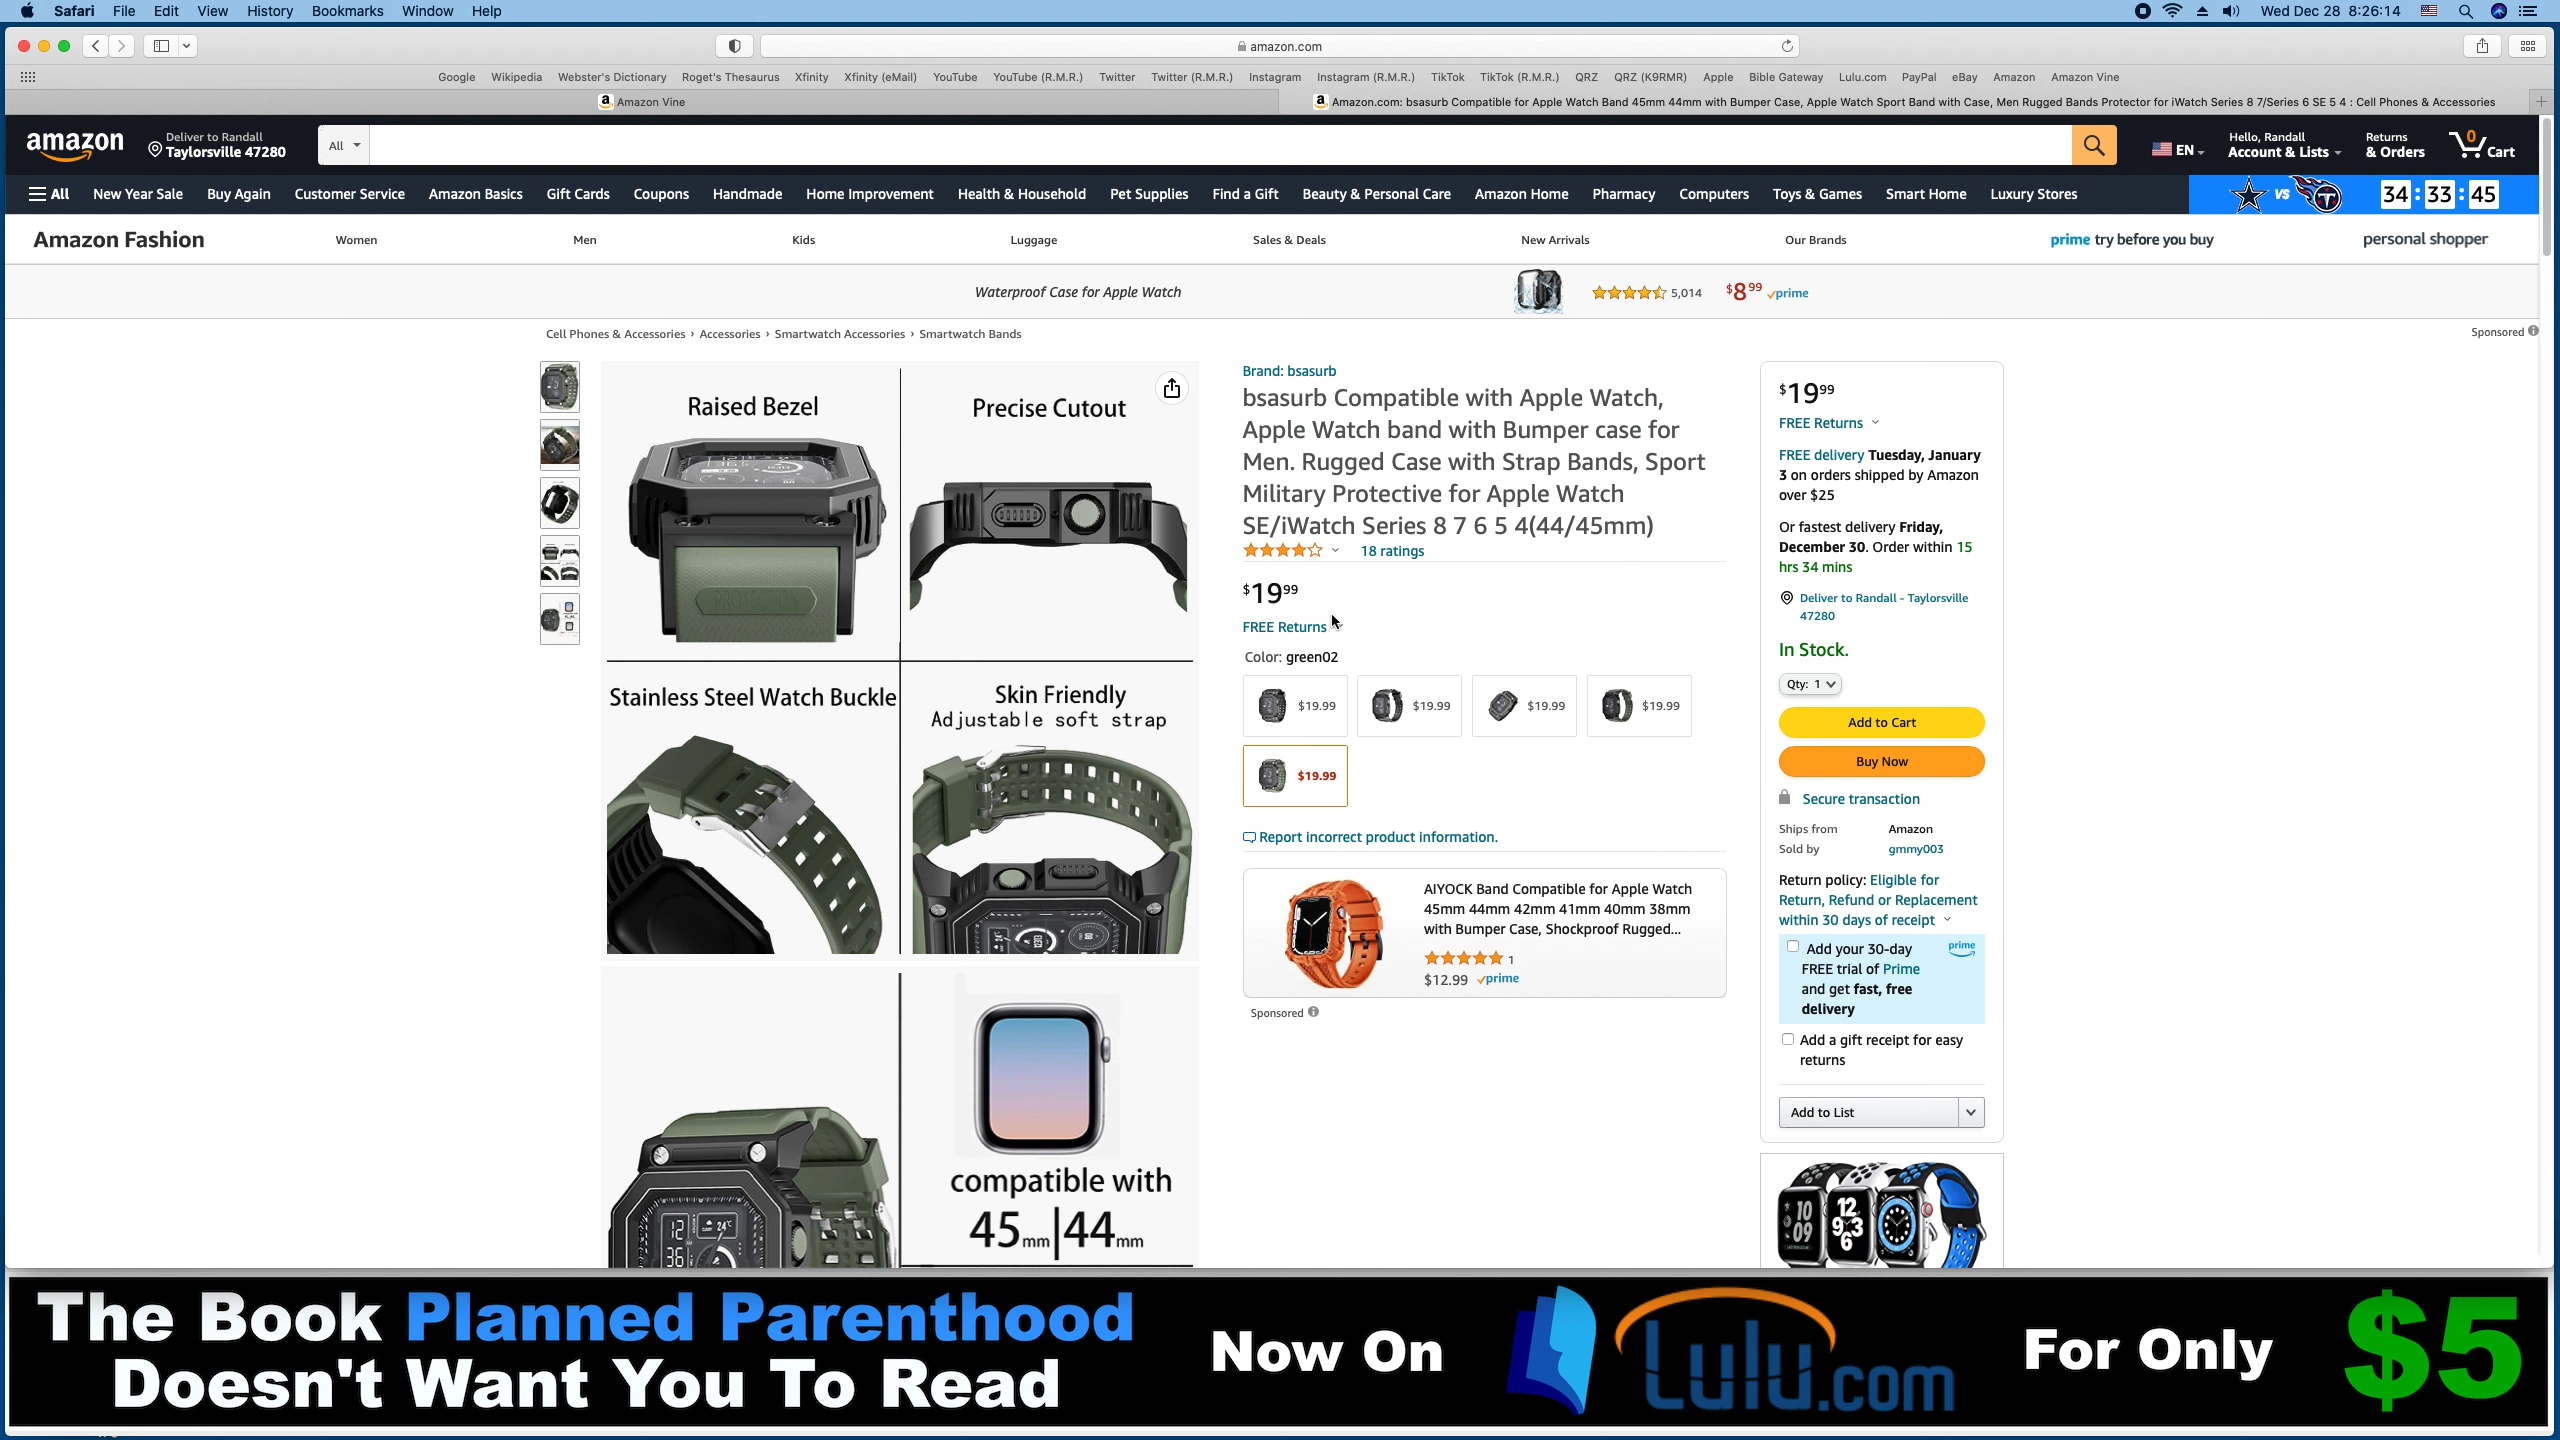 Safari File Edit View History Bookmarks Window Help
Wed Dec 28 8:26:14
amazon.com
Google Wikipedia Webster's Dictionary Roget's Thesaurus Xfinity Xfinity (eMail) YouTube YouTube (R.M.R.) Twitter Twitter (R.M.R.) Instagram Instagram (R.M.R.) TikTok TikTok (R.M.R.) QRZ QRZ (K9RMR) Apple Bible Gateway Lulu.com PayPal eBay Amazon Amazon Vine
Amazon Vine
Amazon.com: bsasurb Compatible for Apple Watch Band 45mm 44mm with Bumper Case, Apple Watch Sport Band with Case, Men Rugged Bands Protector for iWatch Series 8 7/Series 6 SE 5 4 : Cell Phones & Accessories
amazon
Deliver to Randall
Taylorsville 47280
All
EN
Hello, Randall
Account & Lists
Returns
& Orders
0
Cart
All New Year Sale Buy Again Customer Service Amazon Basics Gift Cards Coupons Handmade Home Improvement Health & Household Pet Supplies Find a Gift Beauty & Personal Care Amazon Home Pharmacy Computers Toys & Games Smart Home Luxury Stores
VS
34:33:45
Amazon Fashion Women Men Kids Luggage Sales & Deals New Arrivals Our Brands prime try before you buy personal shopper
Waterproof Case for Apple Watch 5,014 $8 99 prime
Sponsored
Cell Phones & Accessories › Accessories › Smartwatch Accessories › Smartwatch Bands
Raised Bezel
Precise Cutout
PROTECTION
Stainless Steel Watch Buckle
Skin Friendly
Adjustable soft strap
compatible with
45mm|44mm
12
36
24°C
Brand: bsasurb
bsasurb Compatible with Apple Watch,
Apple Watch band with Bumper case for
Men. Rugged Case with Strap Bands, Sport
Military Protective for Apple Watch
SE/iWatch Series 8 7 6 5 4(44/45mm)
18 ratings
$19 99
FREE Returns
Color: green02
$19.99 $19.99 $19.99 $19.99
$19.99
Report incorrect product information.
AIYOCK Band Compatible for Apple Watch
45mm 44mm 42mm 41mm 40mm 38mm
with Bumper Case, Shockproof Rugged...
1
$12.99 prime
Sponsored
$19 99
FREE Returns
FREE delivery Tuesday, January
3 on orders shipped by Amazon
over $25
Or fastest delivery Friday,
December 30. Order within 15
hrs 34 mins
Deliver to Randall - Taylorsville
47280
In Stock.
Qty: 1
Add to Cart
Buy Now
Secure transaction
Ships from Amazon
Sold by gmmy003
Return policy: Eligible for
Return, Refund or Replacement
within 30 days of receipt
Add your 30-day
FREE trial of Prime
and get fast, free
delivery
prime
Add a gift receipt for easy
returns
Add to List
10
09
12
9 3
6
The Book Planned Parenthood
Doesn't Want You To Read
Now On
Lulu.com
For Only
$5